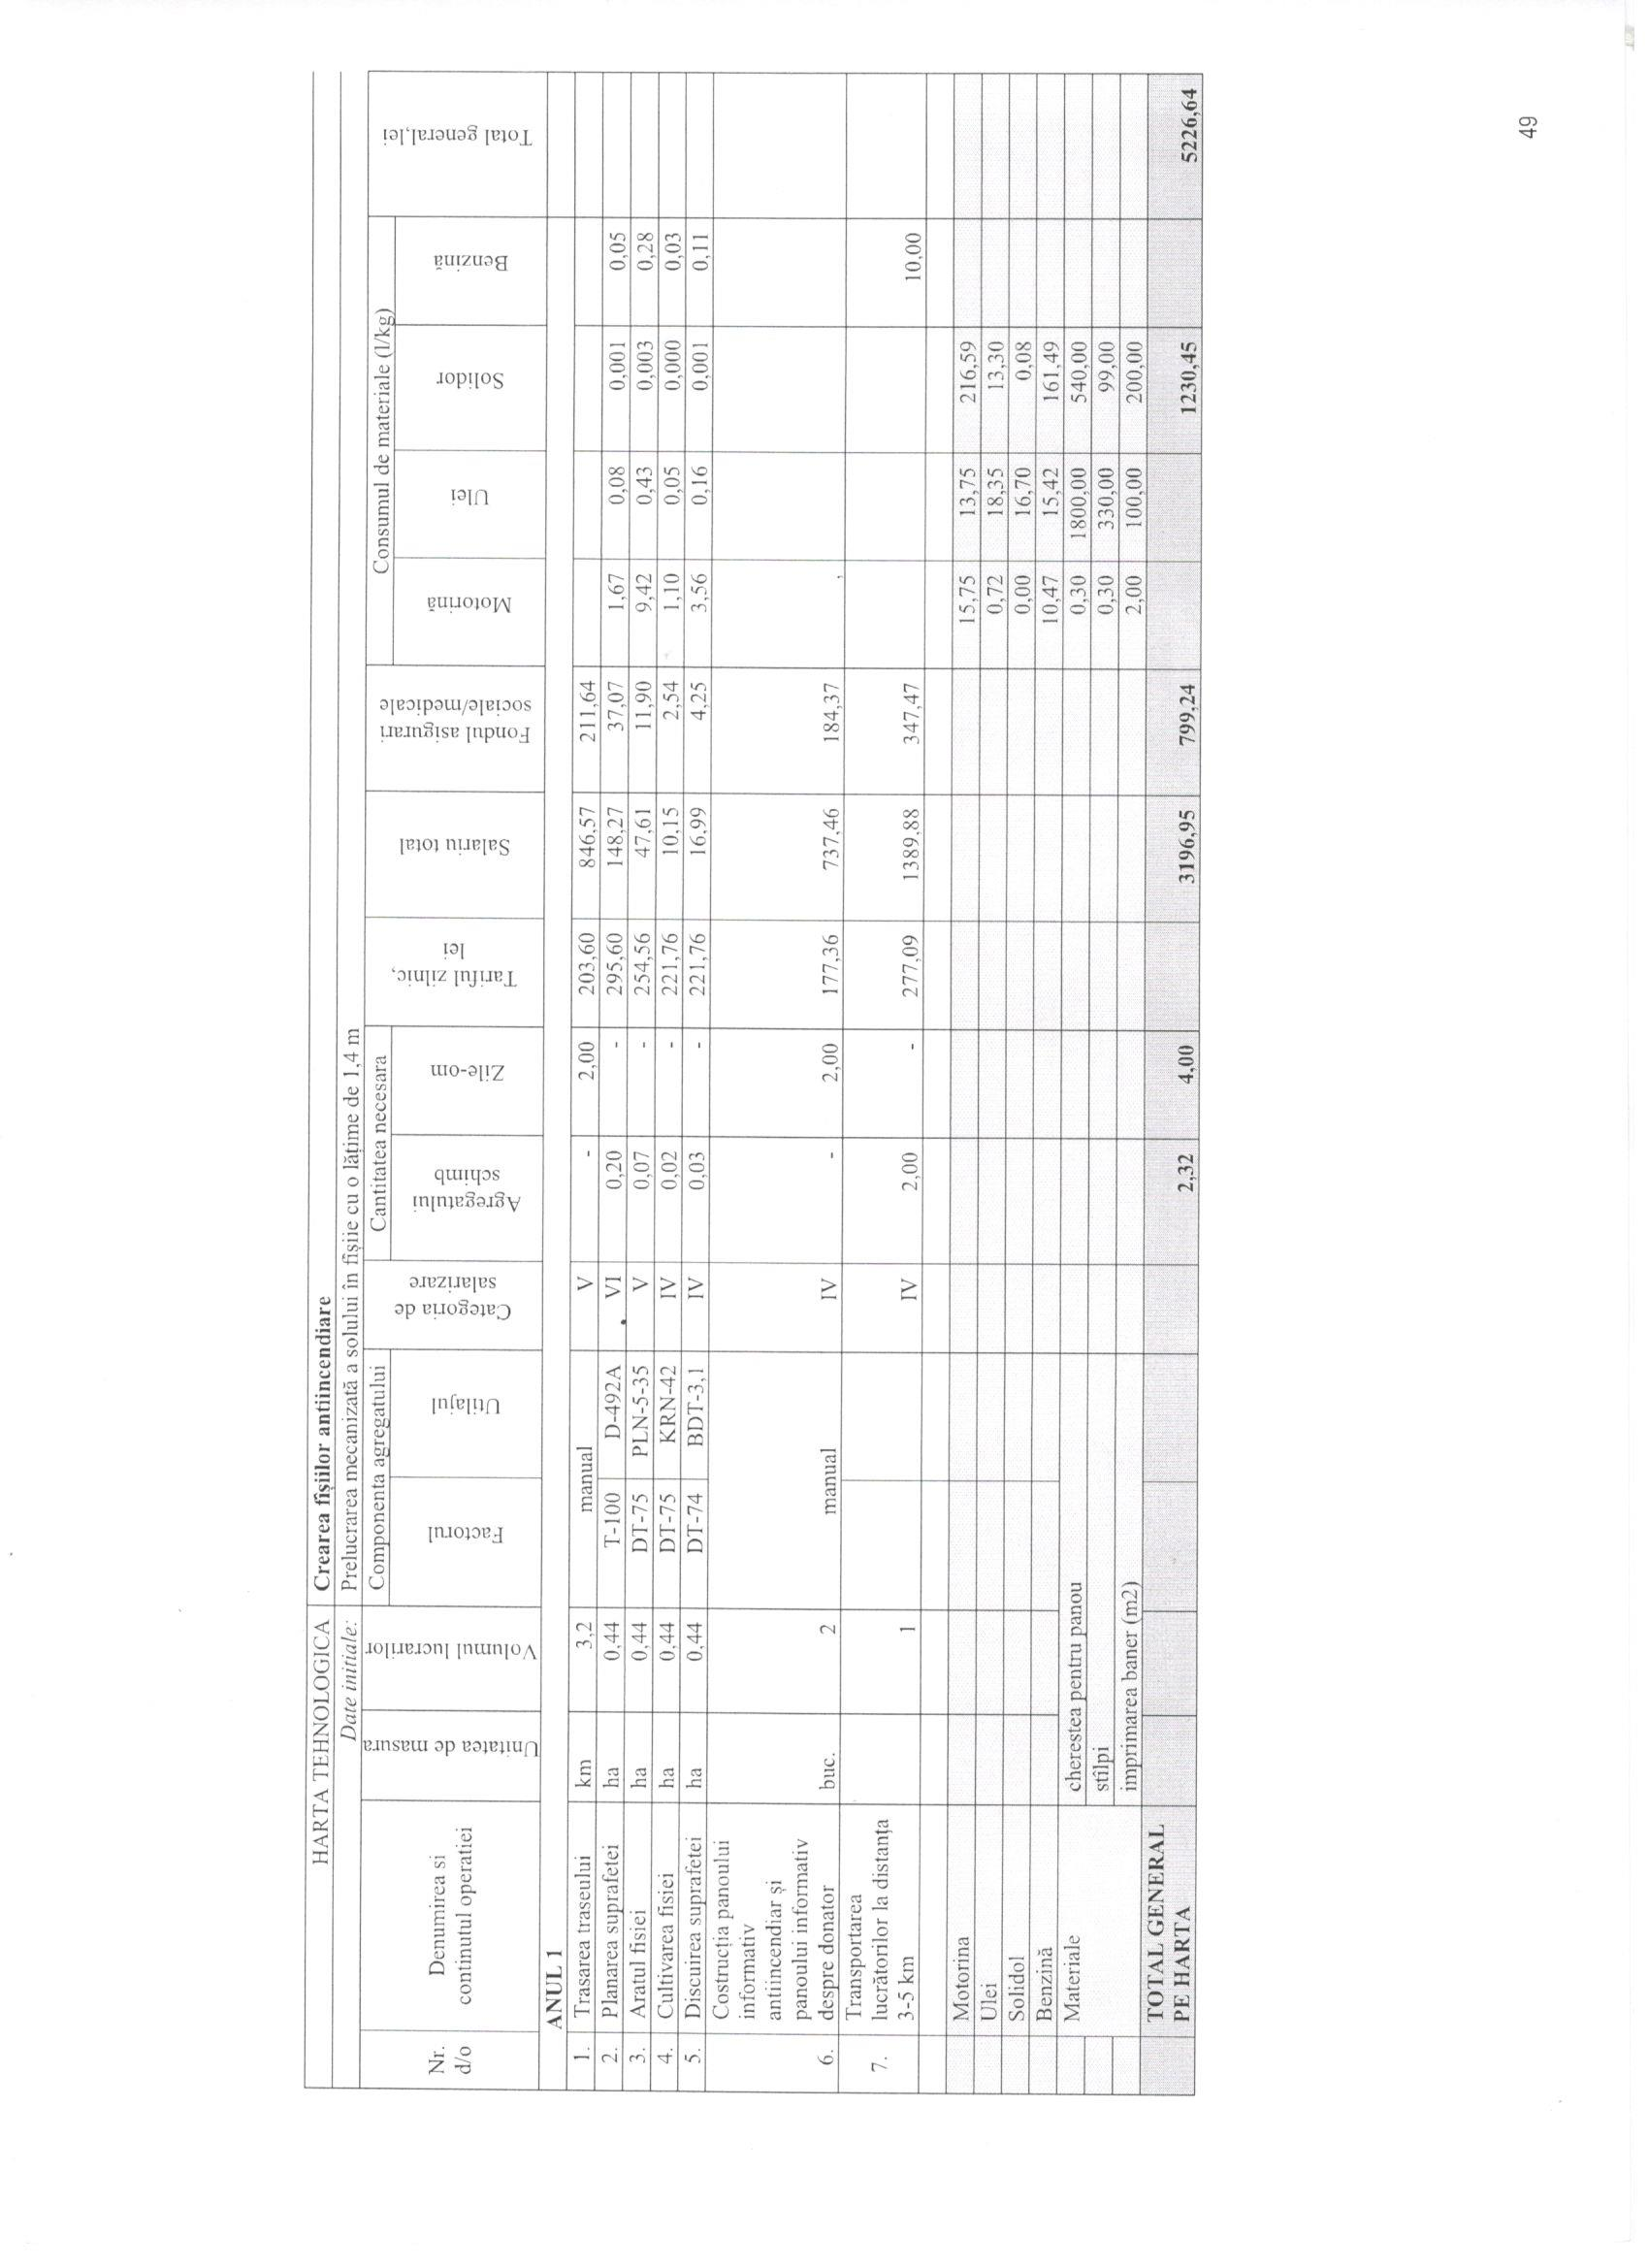 HARTA TEHNOLOGICA Crearea fîșiilor antiincendiare
Date initiale: Prelucrarea mecanizată a solului în fîșiie cu o lățime de 1,4 m
Nr. d/o Denumirea si continutul operatiei Unitatea de masura Volumul lucrarilor Componenta agregatului Categoria de salarizare Cantitatea necesara Tariful zilnic, lei Salariu total Fondul asigurari sociale/medicale Consumul de materiale (l/kg) Total general,lei
Factorul Utilajul Agregatului schimb Zile-om Motorină Ulei Solidor Benzină
ANUL 1
1. Trasarea traseului km 3,2 manual V - 2,00 203,60 846,57 211,64
2. Planarea suprafetei ha 0,44 T-100 D-492A VI 0,20 - 295,60 148,27 37,07 1,67 0,08 0,001 0,05
3. Aratul fisiei ha 0,44 DT-75 PLN-5-35 V 0,07 - 254,56 47,61 11,90 9,42 0,43 0,003 0,28
4. Cultivarea fisiei ha 0,44 DT-75 KRN-42 IV 0,02 - 221,76 10,15 2,54 1,10 0,05 0,000 0,03
5. Discuirea suprafetei ha 0,44 DT-74 BDT-3,1 IV 0,03 - 221,76 16,99 4,25 3,56 0,16 0,001 0,11
Costrucția panoului
informativ
antiincendiar și
panoului informativ
6. despre donator buc. 2 manual IV - 2,00 177,36 737,46 184,37
Transportarea
7. lucrătorilor la distanța
3-5 km 1 IV 2,00 - 277,09 1389,88 347,47 10,00
Motorina 15,75 13,75 216,59
Ulei 0,72 18,35 13,30
Solidol 0,00 16,70 0,08
Benzină 10,47 15,42 161,49
Materiale cherestea pentru panou 0,30 1800,00 540,00
stîlpi 0,30 330,00 99,00
imprimarea baner (m2) 2,00 100,00 200,00
TOTAL GENERAL
PE HARTA 2,32 4,00 3196,95 799,24 1230,45 5226,64
49